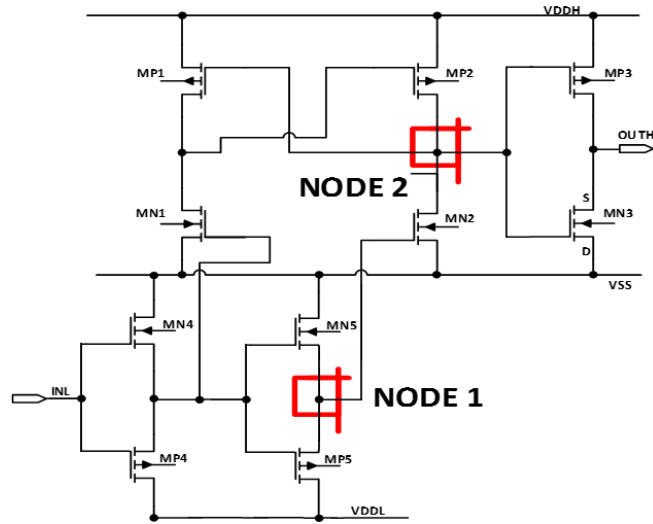 VDDH
MP1
MP2
MP3
OUTH
NODE 2
MN1
MN2
S
MN3
D
VSS
MN4
MN5
INL
NODE 1
MP4
MP5
VDDL